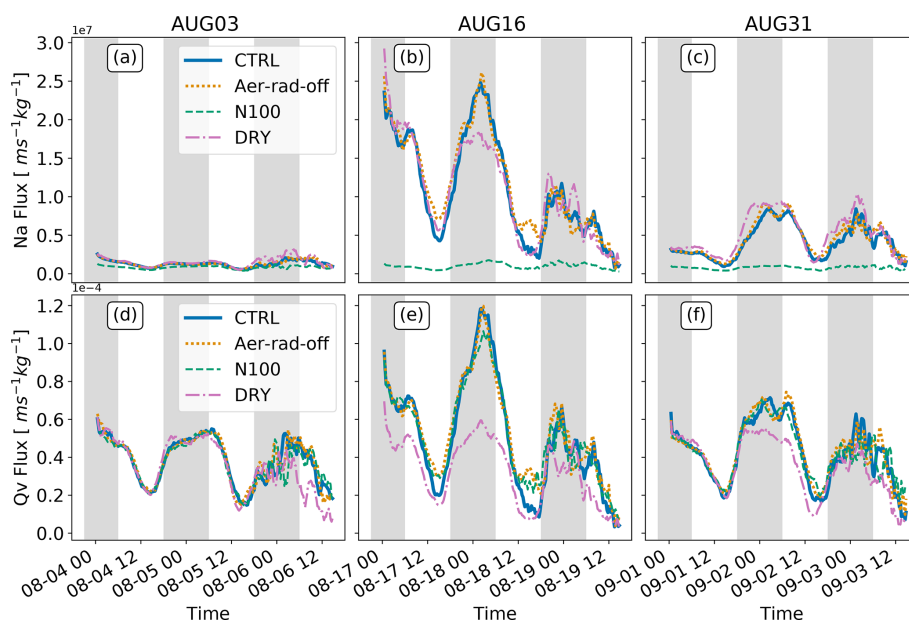 AUG03 AUG16 AUG31
1e7
(a) (b) (c)
CTRL
Aer-rad-off
N100
DRY
Na Flux [ ms⁻¹kg⁻¹]
3.0
2.5
2.0
1.5
1.0
0.5
0.0
1e-4
(d) (e) (f)
CTRL
Aer-rad-off
N100
DRY
Qv Flux [ ms⁻¹kg⁻¹]
1.2
1.0
0.8
0.6
0.4
0.2
0.0
08-04 00 08-04 12 08-05 00 08-05 12 08-06 00 08-06 12
08-17 00 08-17 12 08-18 00 08-18 12 08-19 00 08-19 12
09-01 00 09-01 12 09-02 00 09-02 12 09-03 00 09-03 12
Time Time Time